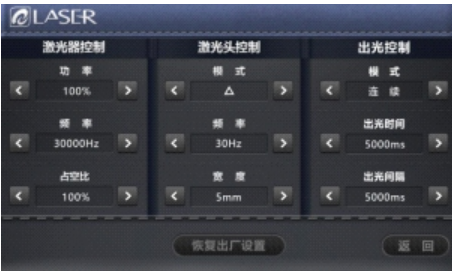 LASER
激光器控制 激光头控制 出光控制
功 率 模 式 模 式
100% △ 连 续
频 率 频 率 出光时间
30000Hz 30Hz 5000ms
占空比 宽 度 出光间隔
100% 5mm 5000ms
恢复出厂设置 返 回